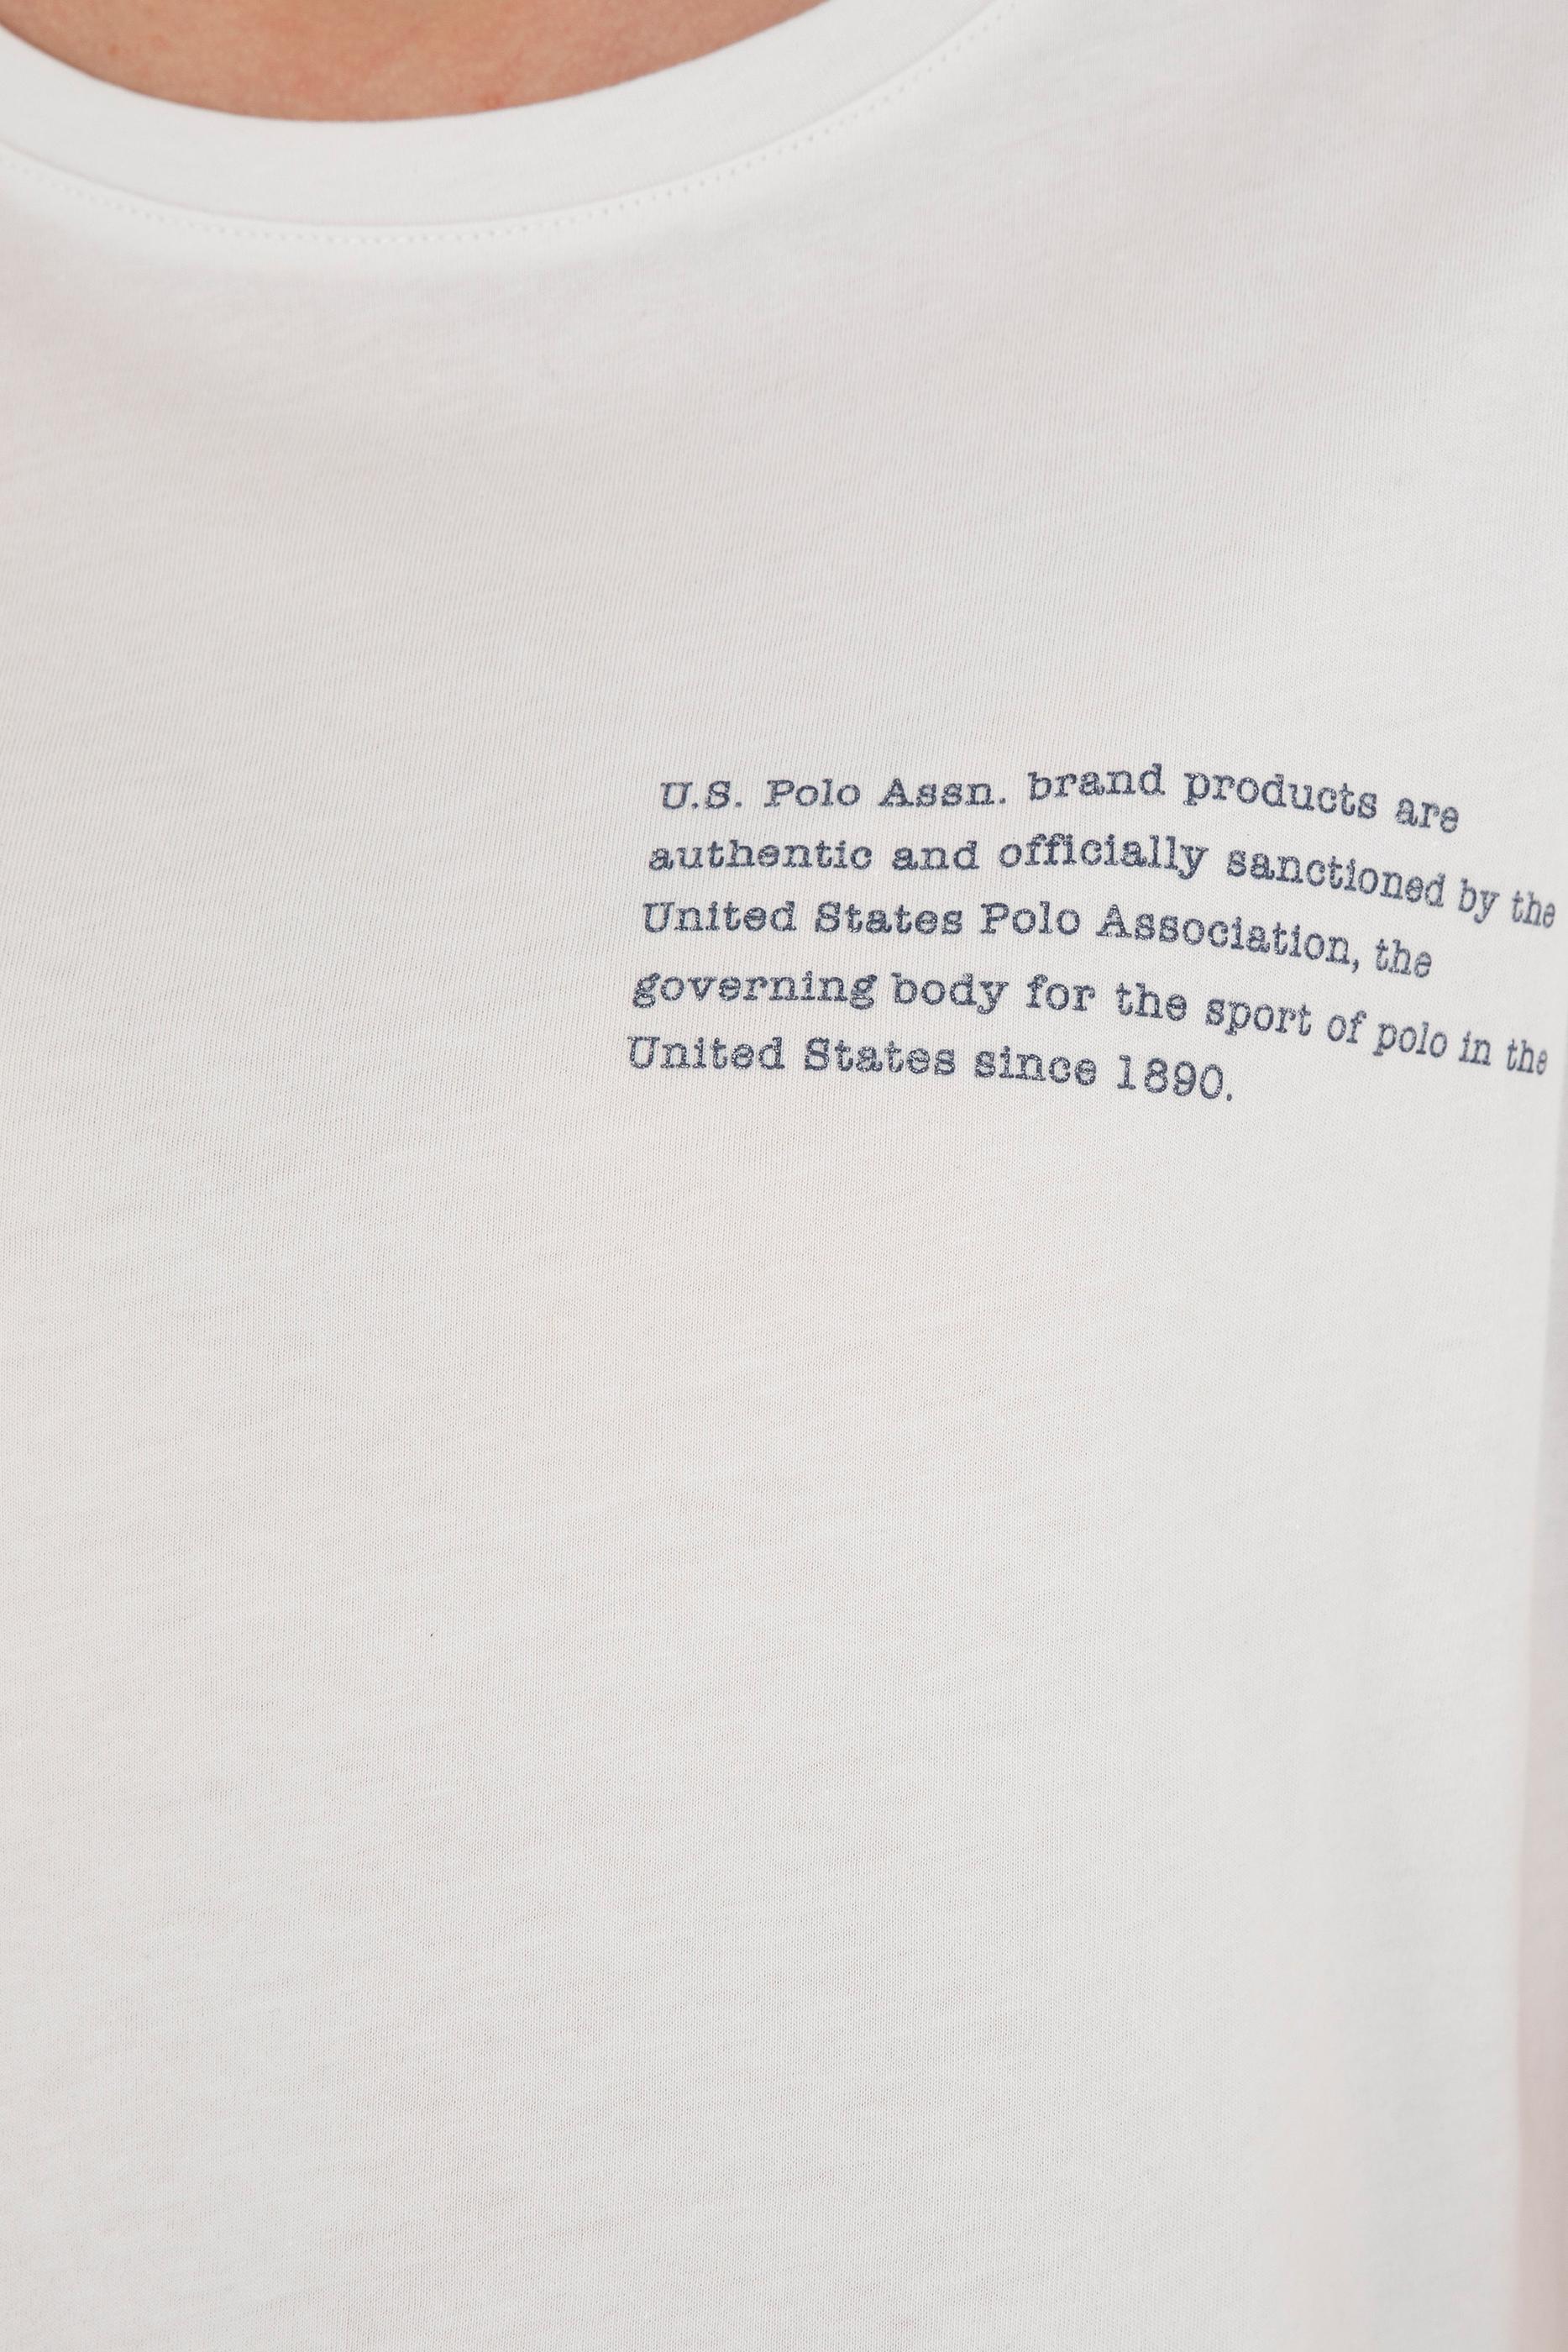 U.S. Polo Assn. brand products are
authentic and officially sanctioned by the
United States Polo Association, the
governing body for the sport of polo in the
United States since 1890.